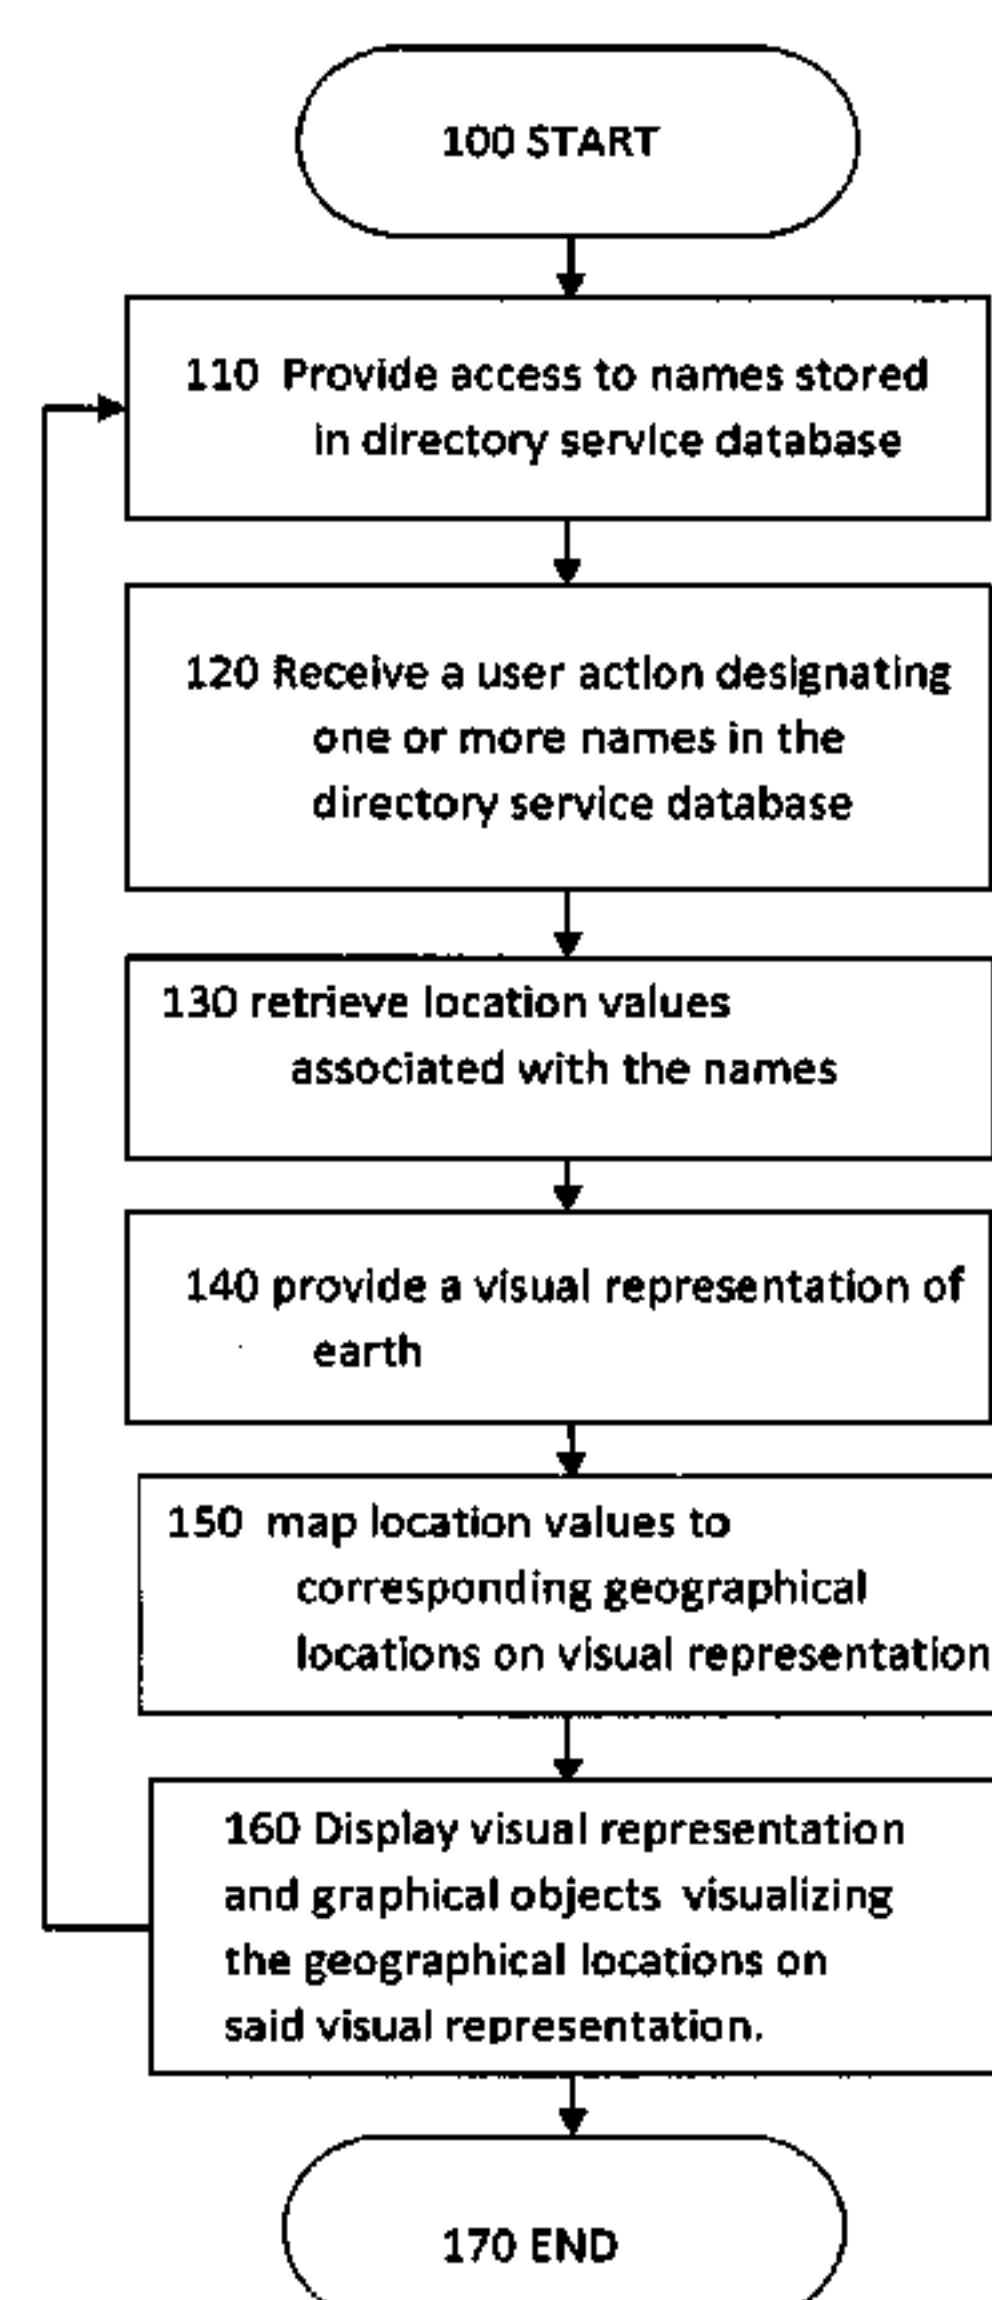 100 START
110 Provide access to names stored
in directory service database
120 Receive a user action designating
one or more names in the
directory service database
130 retrieve location values
associated with the names
140 provide a visual representation of
earth
150 map location values to
corresponding geographical
locations on visual representation
160 Display visual representation
and graphical objects visualizing
the geographical locations on
said visual representation.
170 END